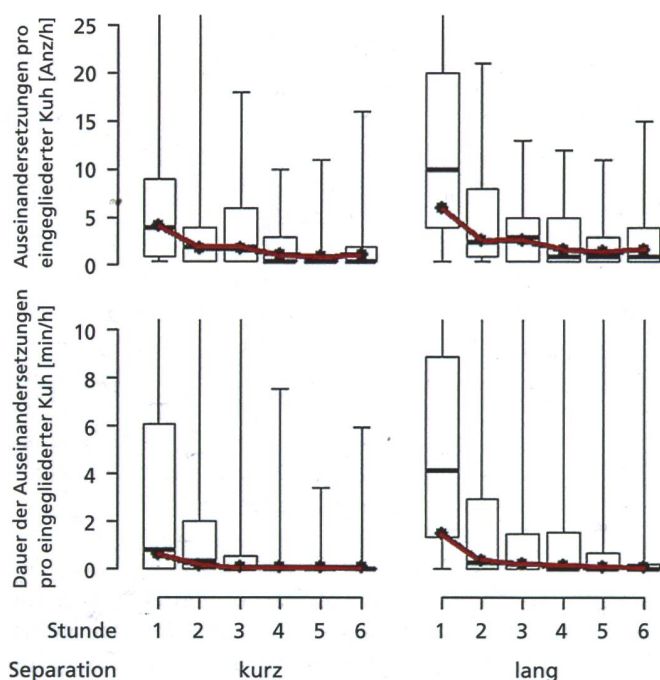 Auseinandersetzungen pro
eingegliederter Kuh [Anz/h]
25
20
15
10
5
0
Dauer der Auseinandersetzungen
pro eingegliederter Kuh [min/h]
10
8
6
4
2
0
Stunde 1 2 3 4 5 6 1 2 3 4 5 6
Separation kurz lang